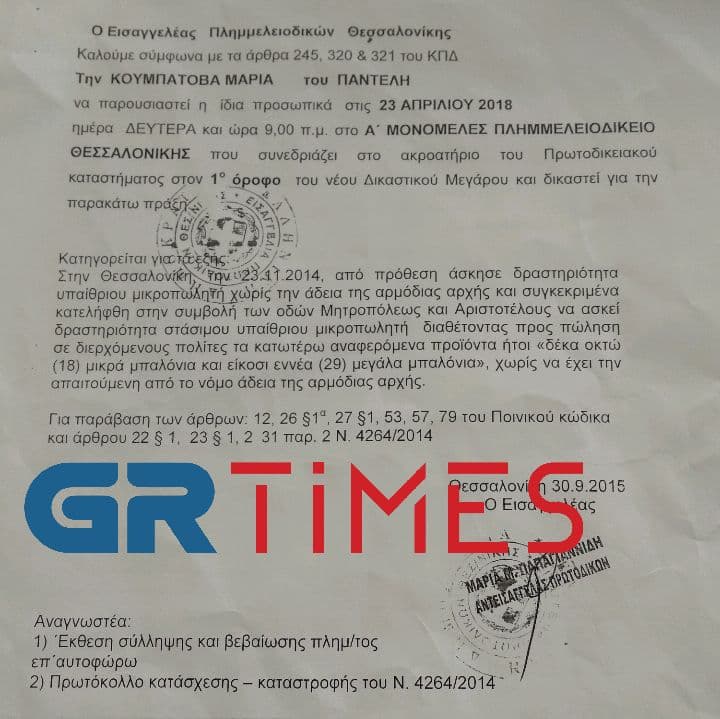 Ο Εισαγγελέας Πλημμελειοδικών Θεσσαλονίκης
Καλούμε σύμφωνα με τα άρθρα 245, 320 & 321 του ΚΠΔ
Την ΚΟΥΜΠΑΤΟΒΑ ΜΑΡΙΑ του ΠΑΝΤΕΛΗ
να παρουσιαστεί η ίδια προσωπικά στις 23 ΑΠΡΙΛΙΟΥ 2018
ημέρα ΔΕΥΤΕΡΑ και ώρα 9,00 π.μ. στο Α΄ ΜΟΝΟΜΕΛΕΣ ΠΛΗΜΜΕΛΕΙΟΔΙΚΕΙΟ
ΘΕΣΣΑΛΟΝΙΚΗΣ που συνεδριάζει στο ακροατήριο του Πρωτοδικειακού
καταστήματος στον 1° όροφο του νέου Δικαστικού Μεγάρου και δικαστεί για την
παρακάτω πράξη
Κατηγορείται για τα εξής:
Στην Θεσσαλονίκη την 23.11.2014, από πρόθεση άσκησε δραστηριότητα
υπαίθριου μικροπωλητή χωρίς την άδεια της αρμόδιας αρχής και συγκεκριμένα
κατελήφθη στην συμβολή των οδών Μητροπόλεως και Αριστοτέλους να ασκεί
δραστηριότητα στάσιμου υπαίθριου μικροπωλητή διαθέτοντας προς πώληση
σε διερχόμενους πολίτες τα κατωτέρω αναφερόμενα προϊόντα ήτοι «δέκα οκτώ
(18) μικρά μπαλόνια και είκοσι εννέα (29) μεγάλα μπαλόνια», χωρίς να έχει την
απαιτούμενη από το νόμο άδεια της αρμόδιας αρχής.
Για παράβαση των άρθρων: 12, 26 §1α, 27 §1, 53, 57, 79 του Ποινικού κώδικα
και άρθρου 22 § 1, 23 § 1, 2 31 παρ. 2 Ν. 4264/2014
GRTiMES
Θεσσαλονίκη 30.9.2015
Ο Εισαγγελέας
ΜΑΡΙΑ Μ. ΠΑΠΑΓΙΑΝΝΙΔΗ
ΑΝΤΕΙΣΑΓΓΕΛΕΑΣ ΠΡΩΤΟΔΙΚΩΝ
Αναγνωστέα:
1) Έκθεση σύλληψης και βεβαίωσης πλημ/τος
επ΄αυτοφώρω
2) Πρωτόκολλο κατάσχεσης – καταστροφής του Ν. 4264/2014